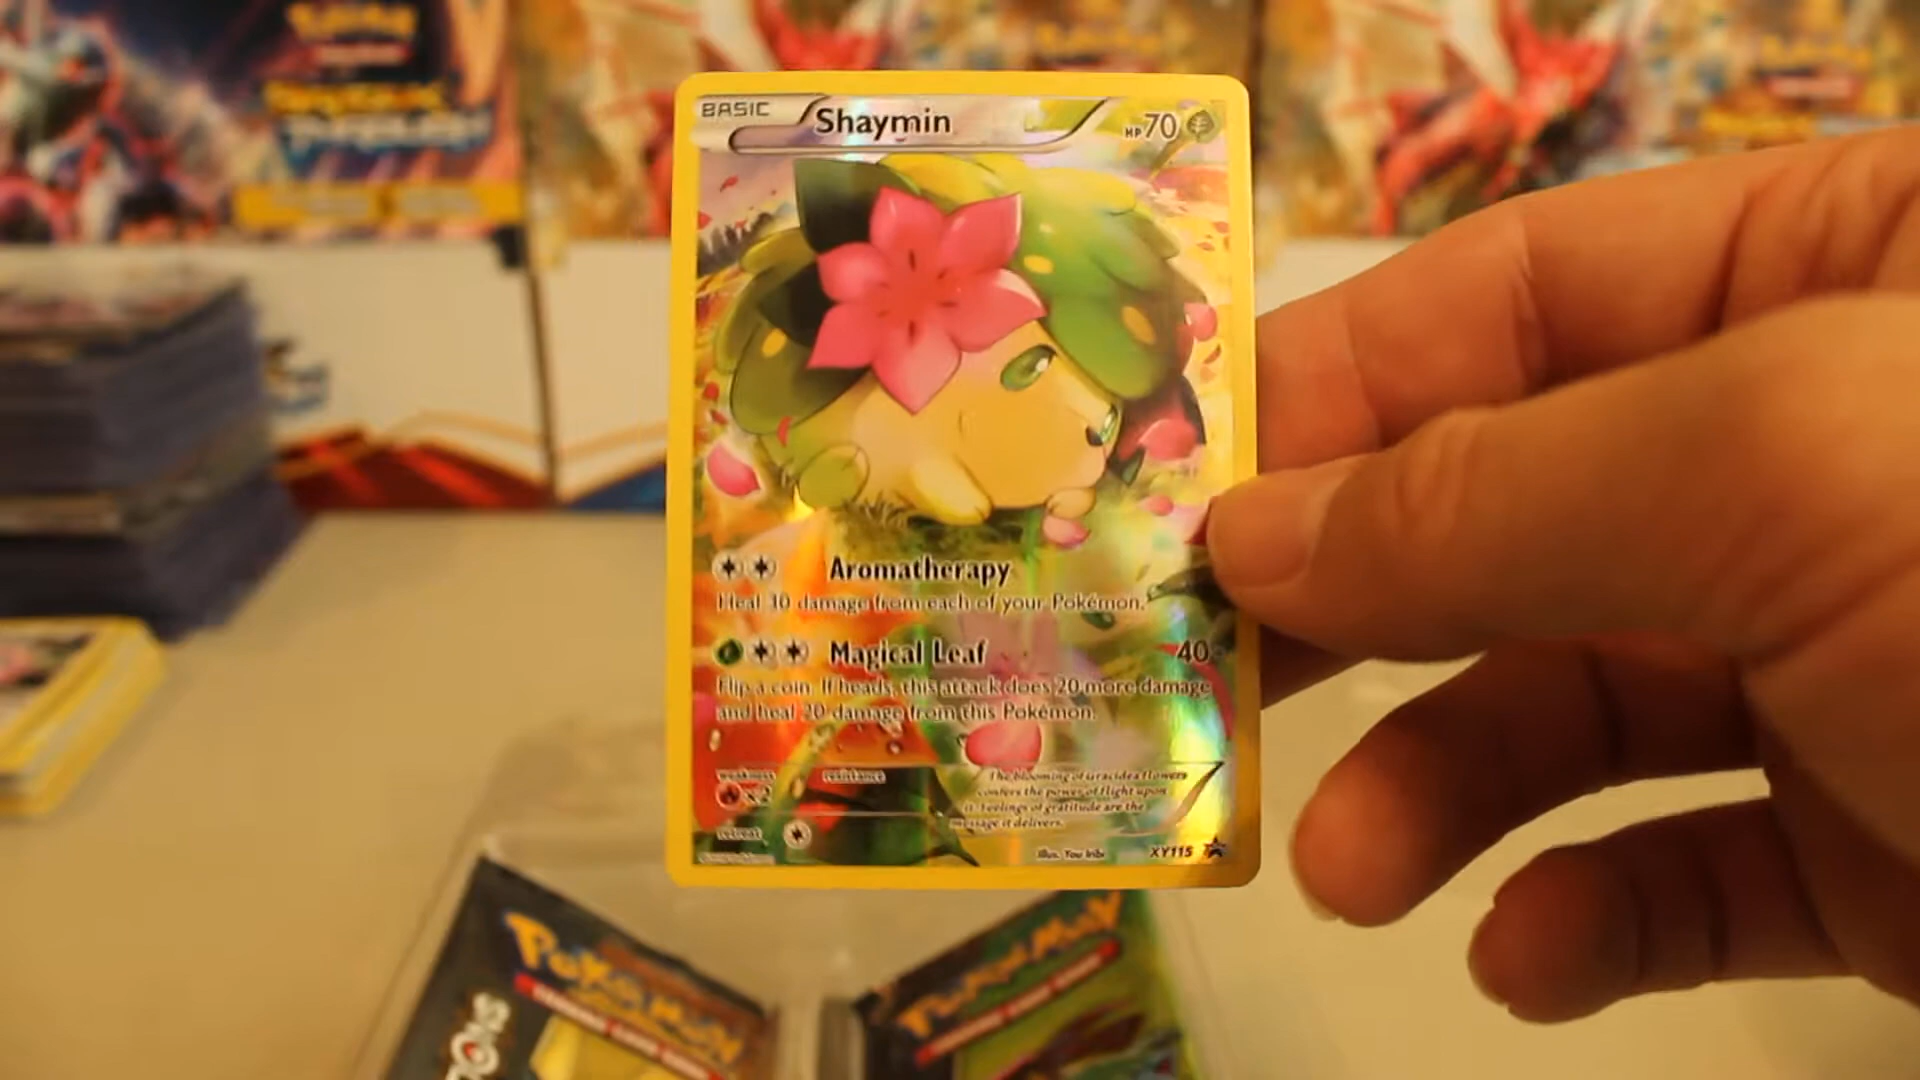 BASIC Shaymin HP70
Aromatherapy
Heal 30 damage from each of your Pokémon.
Magical Leaf 40+
Flip a coin. If heads, this attack does 20 more damage
and heal 20 damage from this Pokémon.
weakness resistance
×2
The blooming of Gracidea flowers
confers the power of flight upon
it. Feelings of gratitude are the
message it delivers.
retreat
Illus. You Iribi XY115
Pokémon
Pokémon